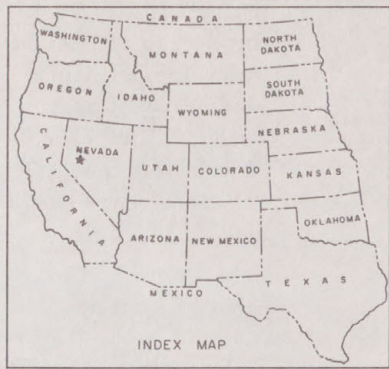 CANADA
WASHINGTON
MONTANA
NORTH
DAKOTA
OREGON
IDAHO
SOUTH
DAKOTA
WYOMING
NEBRASKA
NEVADA
UTAH
COLORADO
KANSAS
CALIFORNIA
ARIZONA
NEW MEXICO
OKLAHOMA
TEXAS
MEXICO
INDEX MAP